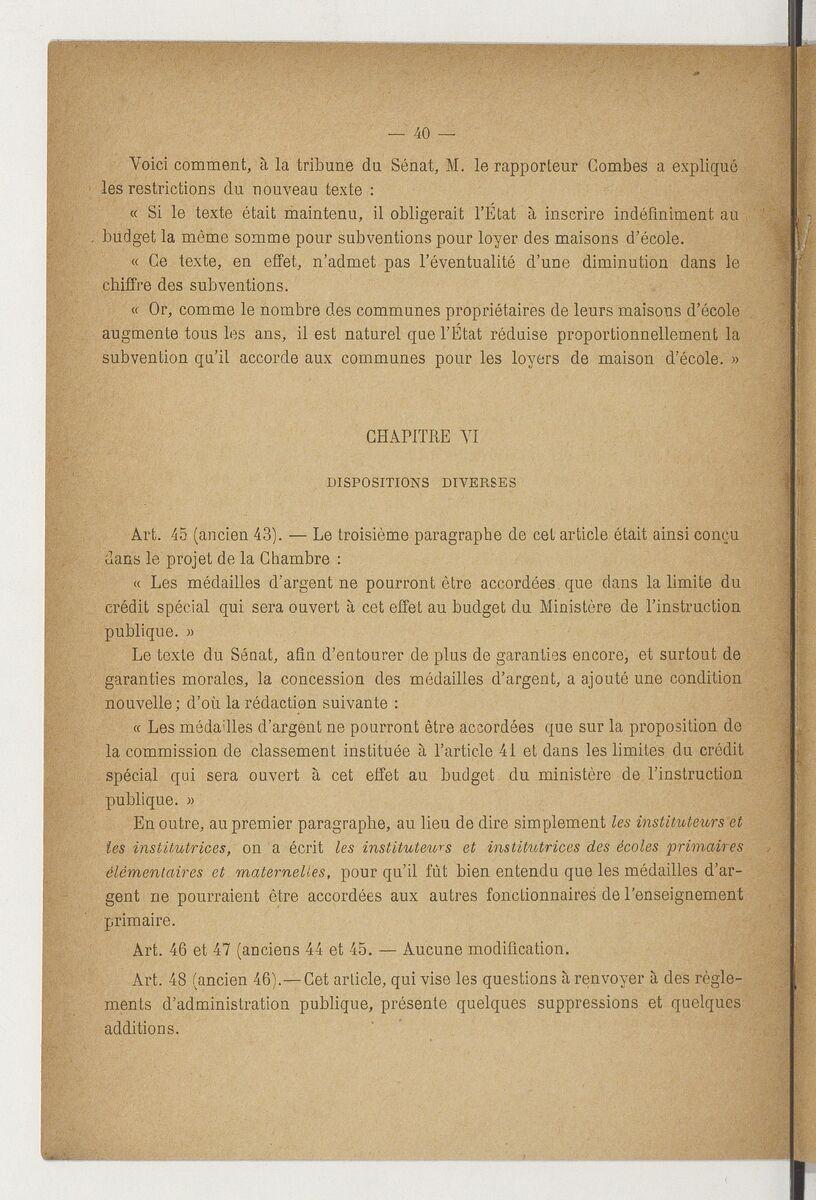 — 40 —
Voici comment, à la tribune du Sénat, M. le rapporteur Combes a expliqué
les restrictions du nouveau texte :
« Si le texte était maintenu, il obligerait l'État à inscrire indéfiniment au
budget la même somme pour subventions pour loyer des maisons d'école.
« Ce texte, en effet, n'admet pas l'éventualité d'une diminution dans le
chiffre des subventions.
« Or, comme le nombre des communes propriétaires de leurs maisons d'école
augmente tous les ans, il est naturel que l'État réduise proportionnellement la
subvention qu'il accorde aux communes pour les loyers de maison d'école. »
CHAPITRE VI
DISPOSITIONS DIVERSES
Art. 45 (ancien 43). — Le troisième paragraphe de cet article était ainsi conçu
dans le projet de la Chambre :
« Les médailles d'argent ne pourront être accordées que dans la limite du
crédit spécial qui sera ouvert à cet effet au budget du Ministère de l'instruction
publique. »
Le texte du Sénat, afin d'entourer de plus de garanties encore, et surtout de
garanties morales, la concession des médailles d'argent, a ajouté une condition
nouvelle ; d'où la rédaction suivante :
« Les médailles d'argent ne pourront être accordées que sur la proposition de
la commission de classement instituée à l'article 41 et dans les limites du crédit
spécial qui sera ouvert à cet effet au budget du ministère de l'instruction
publique. »
En outre, au premier paragraphe, au lieu de dire simplement les instituteurs et
les institutrices, on a écrit les instituteurs et institutrices des écoles primaires
élémentaires et maternelles, pour qu'il fût bien entendu que les médailles d'ar-
gent ne pourraient être accordées aux autres fonctionnaires de l'enseignement
primaire.
Art. 46 et 47 (anciens 44 et 45. — Aucune modification.
Art. 48 (ancien 46). — Cet article, qui vise les questions à renvoyer à des règle-
ments d'administration publique, présente quelques suppressions et quelques
additions.